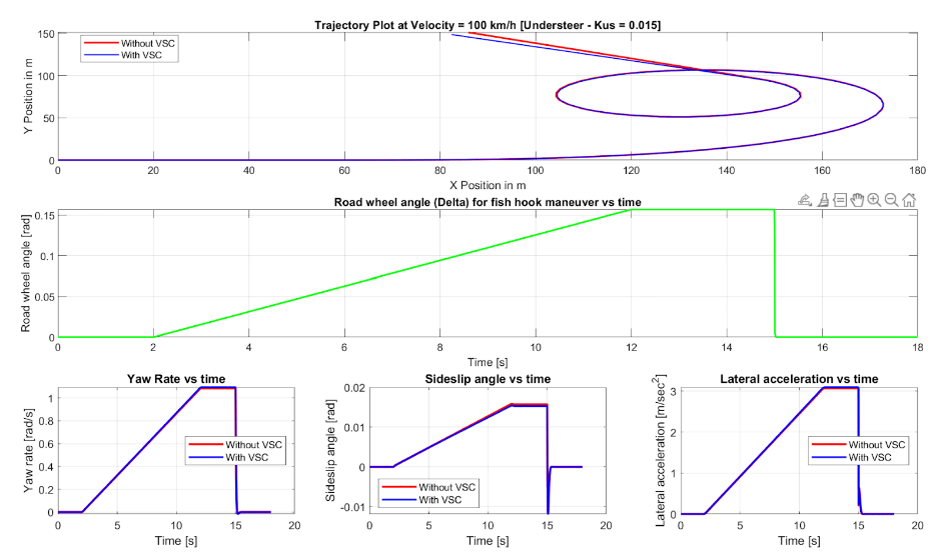 Trajectory Plot at Velocity = 100 km/h [Understeer - Kus = 0.015]
Without VSC
With VSC
Y Position in m
150
100
50
0
0 20 40 60 80 100 120 140 160 180
X Position in m
Road wheel angle (Delta) for fish hook maneuver vs time
Road wheel angle [rad]
0.15
0.1
0.05
0
0 2 4 6 8 10 12 14 16 18
Time [s]
Yaw Rate vs time
Yaw rate [rad/s]
1
0.8
0.6
0.4
0.2
0
Without VSC
With VSC
0 5 10 15 20
Time [s]
Sideslip angle vs time
Sideslip angle [rad]
0.02
0.01
0
-0.01
Without VSC
With VSC
0 5 10 15 20
Time [s]
Lateral acceleration vs time
Lateral acceleration [m/sec²]
3
2
1
0
Without VSC
With VSC
0 5 10 15 20
Time [s]